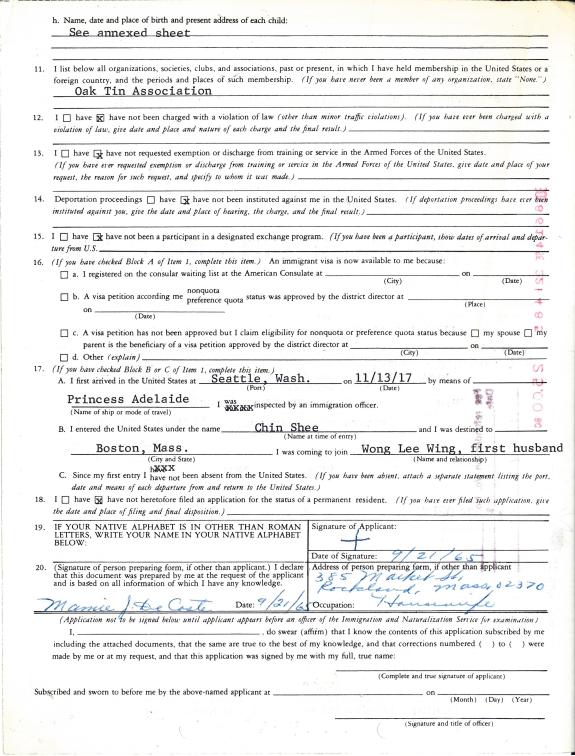 h. Name, date and place of birth and present address of each child:
See annexed sheet
11. I list below all organizations, societies, clubs, and associations, past or present, in which I have held membership in the United States or a
foreign country, and the periods and places of such membership. (If you have never been a member of any organization, state "None.")
Oak Tin Association
12. I ☐ have ☒ have not been charged with a violation of law (other than minor traffic violations). (If you have ever been charged with a
violation of law, give date and place and nature of each charge and the final result.)
13. I ☐ have ☒ have not requested exemption or discharge from training or service in the Armed Forces of the United States.
(If you have ever requested exemption or discharge from training or service in the Armed Forces of the United States, give date and place of your
request, the reason for such request, and specify to whom it was made.)
14. Deportation proceedings ☐ have ☒ have not been instituted against me in the United States. (If deportation proceedings have ever been
instituted against you, give the date and place of hearing, the charge, and the final result.)
15. I ☐ have ☒ have not been a participant in a designated exchange program. (If you have been a participant, show dates of arrival and depar-
ture from U.S.
16. (If you have checked Block A of Item 1, complete this item.) An immigrant visa is now available to me because:
☐ a. I registered on the consular waiting list at the American Consulate at on
(City) (Date)
☐ b. A visa petition according me nonquota
preference quota status was approved by the district director at
(Place)
on
(Date)
☐ c. A visa petition has not been approved but I claim eligibility for nonquota or preference quota status because ☐ my spouse ☐ my
parent is the beneficiary of a visa petition approved by the district director at on
(City) (Date)
☐ d. Other (explain)
17. (If you have checked Block B or C of Item 1, complete this item.)
A. I first arrived in the United States at Seattle, Wash. on 11/13/17 by means of
(Port) (Date)
Princess Adelaide I was inspected by an immigration officer.
(Name of ship or mode of travel)
B. I entered the United States under the name Chin Shee and I was destined to
(Name at time of entry)
Boston, Mass. I was coming to join Wong Lee Wing, first husband
(City and State) (Name and relationship)
C. Since my first entry I have not been absent from the United States. (If you have been absent, attach a separate statement listing the port,
date and means of each departure from and return to the United States.)
18. I ☐ have ☒ have not heretofore filed an application for the status of a permanent resident. (If you have ever filed such application, give
the date and place of filing and final disposition.)
19. IF YOUR NATIVE ALPHABET IS IN OTHER THAN ROMAN
LETTERS, WRITE YOUR NAME IN YOUR NATIVE ALPHABET
BELOW:
Signature of Applicant:
+
Date of Signature: 9/21/65
20. (Signature of person preparing form, if other than applicant.) I declare
that this document was prepared by me at the request of the applicant
and is based on all information of which I have any knowledge.
Mamie J DeCoste Date: 9/21/65
Address of person preparing form, if other than applicant
385 Market St,
Rockland, Mass, 02370
Occupation: Housewife
(Application not to be signed below until applicant appears before an officer of the Immigration and Naturalization Service for examination)
I, , do swear (affirm) that I know the contents of this application subscribed by me
including the attached documents, that the same are true to the best of my knowledge, and that corrections numbered ( ) to ( ) were
made by me or at my request, and that this application was signed by me with my full, true name:
(Complete and true signature of applicant)
Subscribed and sworn to before me by the above-named applicant at on
(Month) (Day) (Year)
(Signature and title of officer)